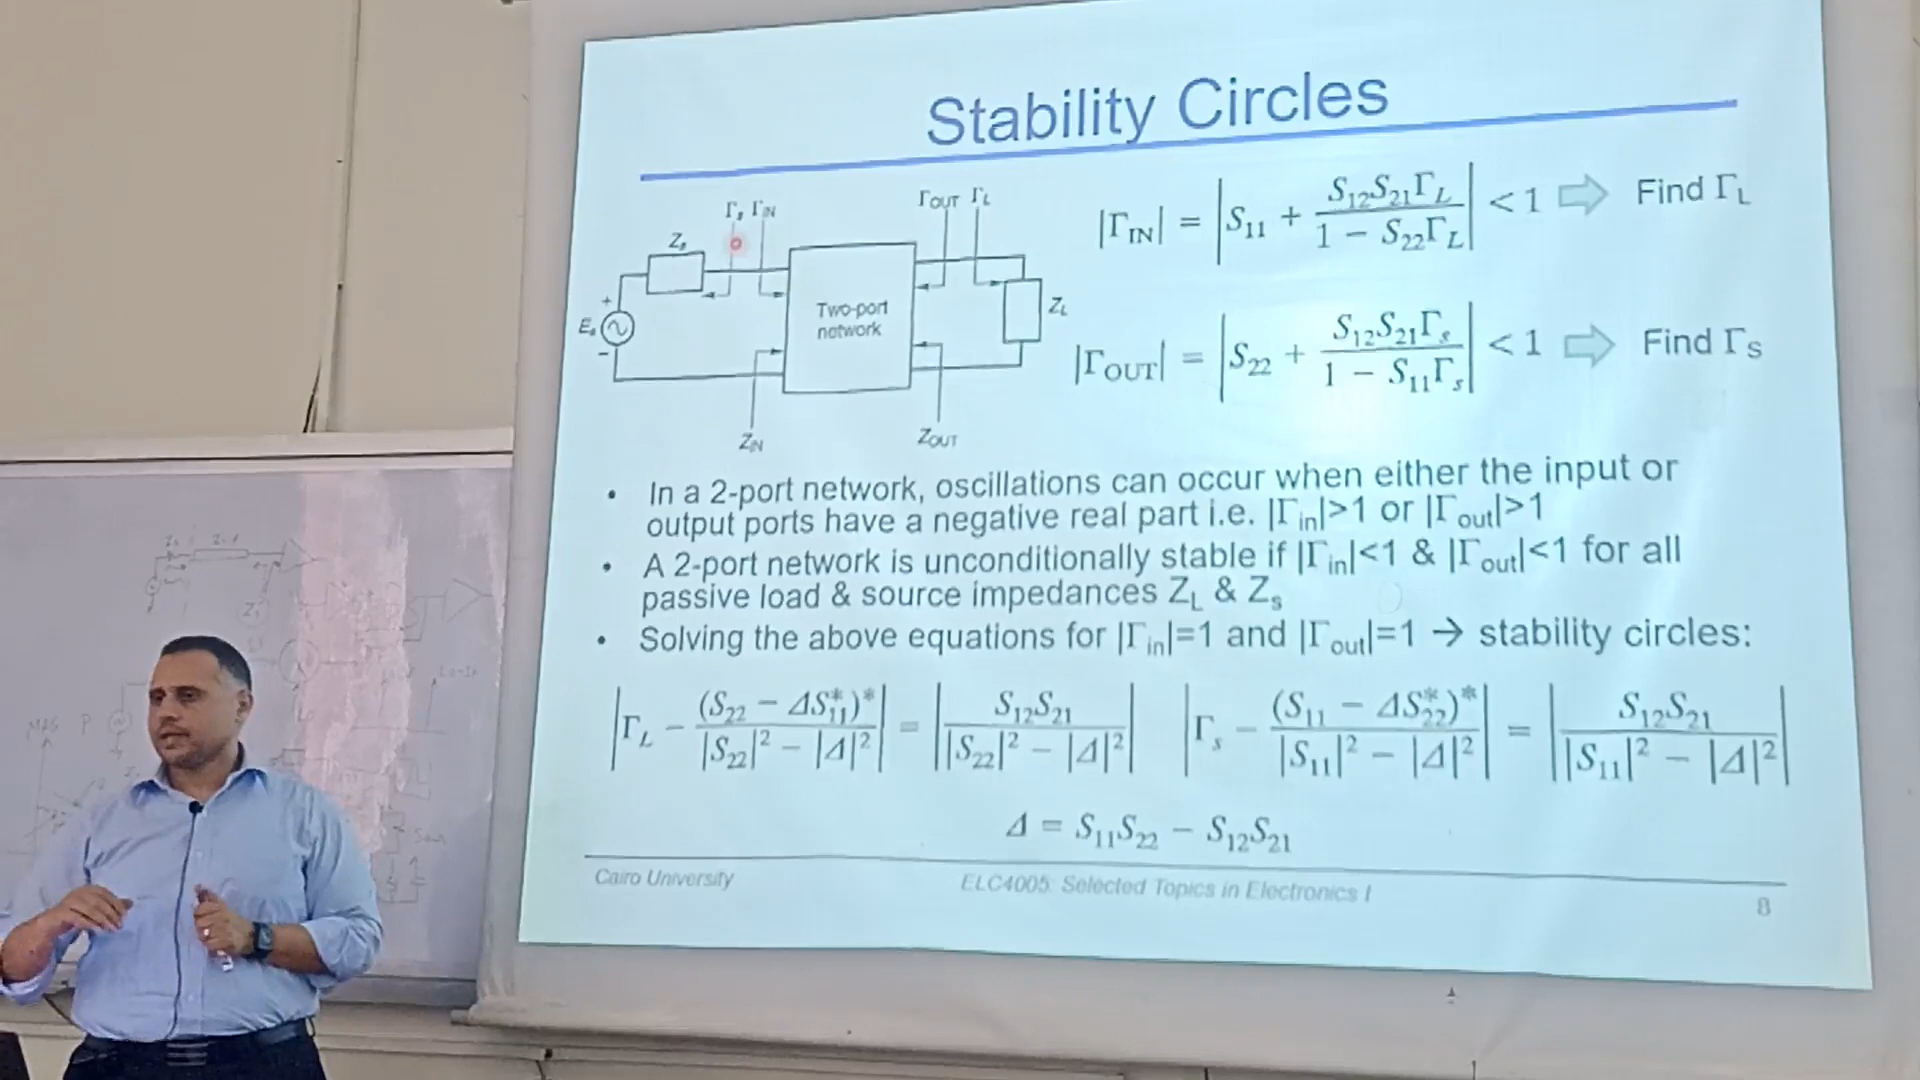 Stability Circles
Γs ΓIN
ΓOUT ΓL
Zs
Es
+
−
Two-port
network
ZL
ZIN
ZOUT
|ΓIN| = |S11 + S12S21ΓL / 1 − S22ΓL| < 1 ⇨ Find ΓL
|ΓOUT| = |S22 + S12S21Γs / 1 − S11Γs| < 1 ⇨ Find ΓS
• In a 2-port network, oscillations can occur when either the input or
output ports have a negative real part i.e. |Γin|>1 or |Γout|>1
• A 2-port network is unconditionally stable if |Γin|<1 & |Γout|<1 for all
passive load & source impedances ZL & Zs
• Solving the above equations for |Γin|=1 and |Γout|=1 → stability circles:
|ΓL − (S22 − ΔS11*)* / |S22|² − |Δ|²| = |S12S21 / |S22|² − |Δ|²| |Γs − (S11 − ΔS22*)* / |S11|² − |Δ|²| = |S12S21 / |S11|² − |Δ|²|
Δ = S11S22 − S12S21
Cairo University ELC4005: Selected Topics in Electronics I 8